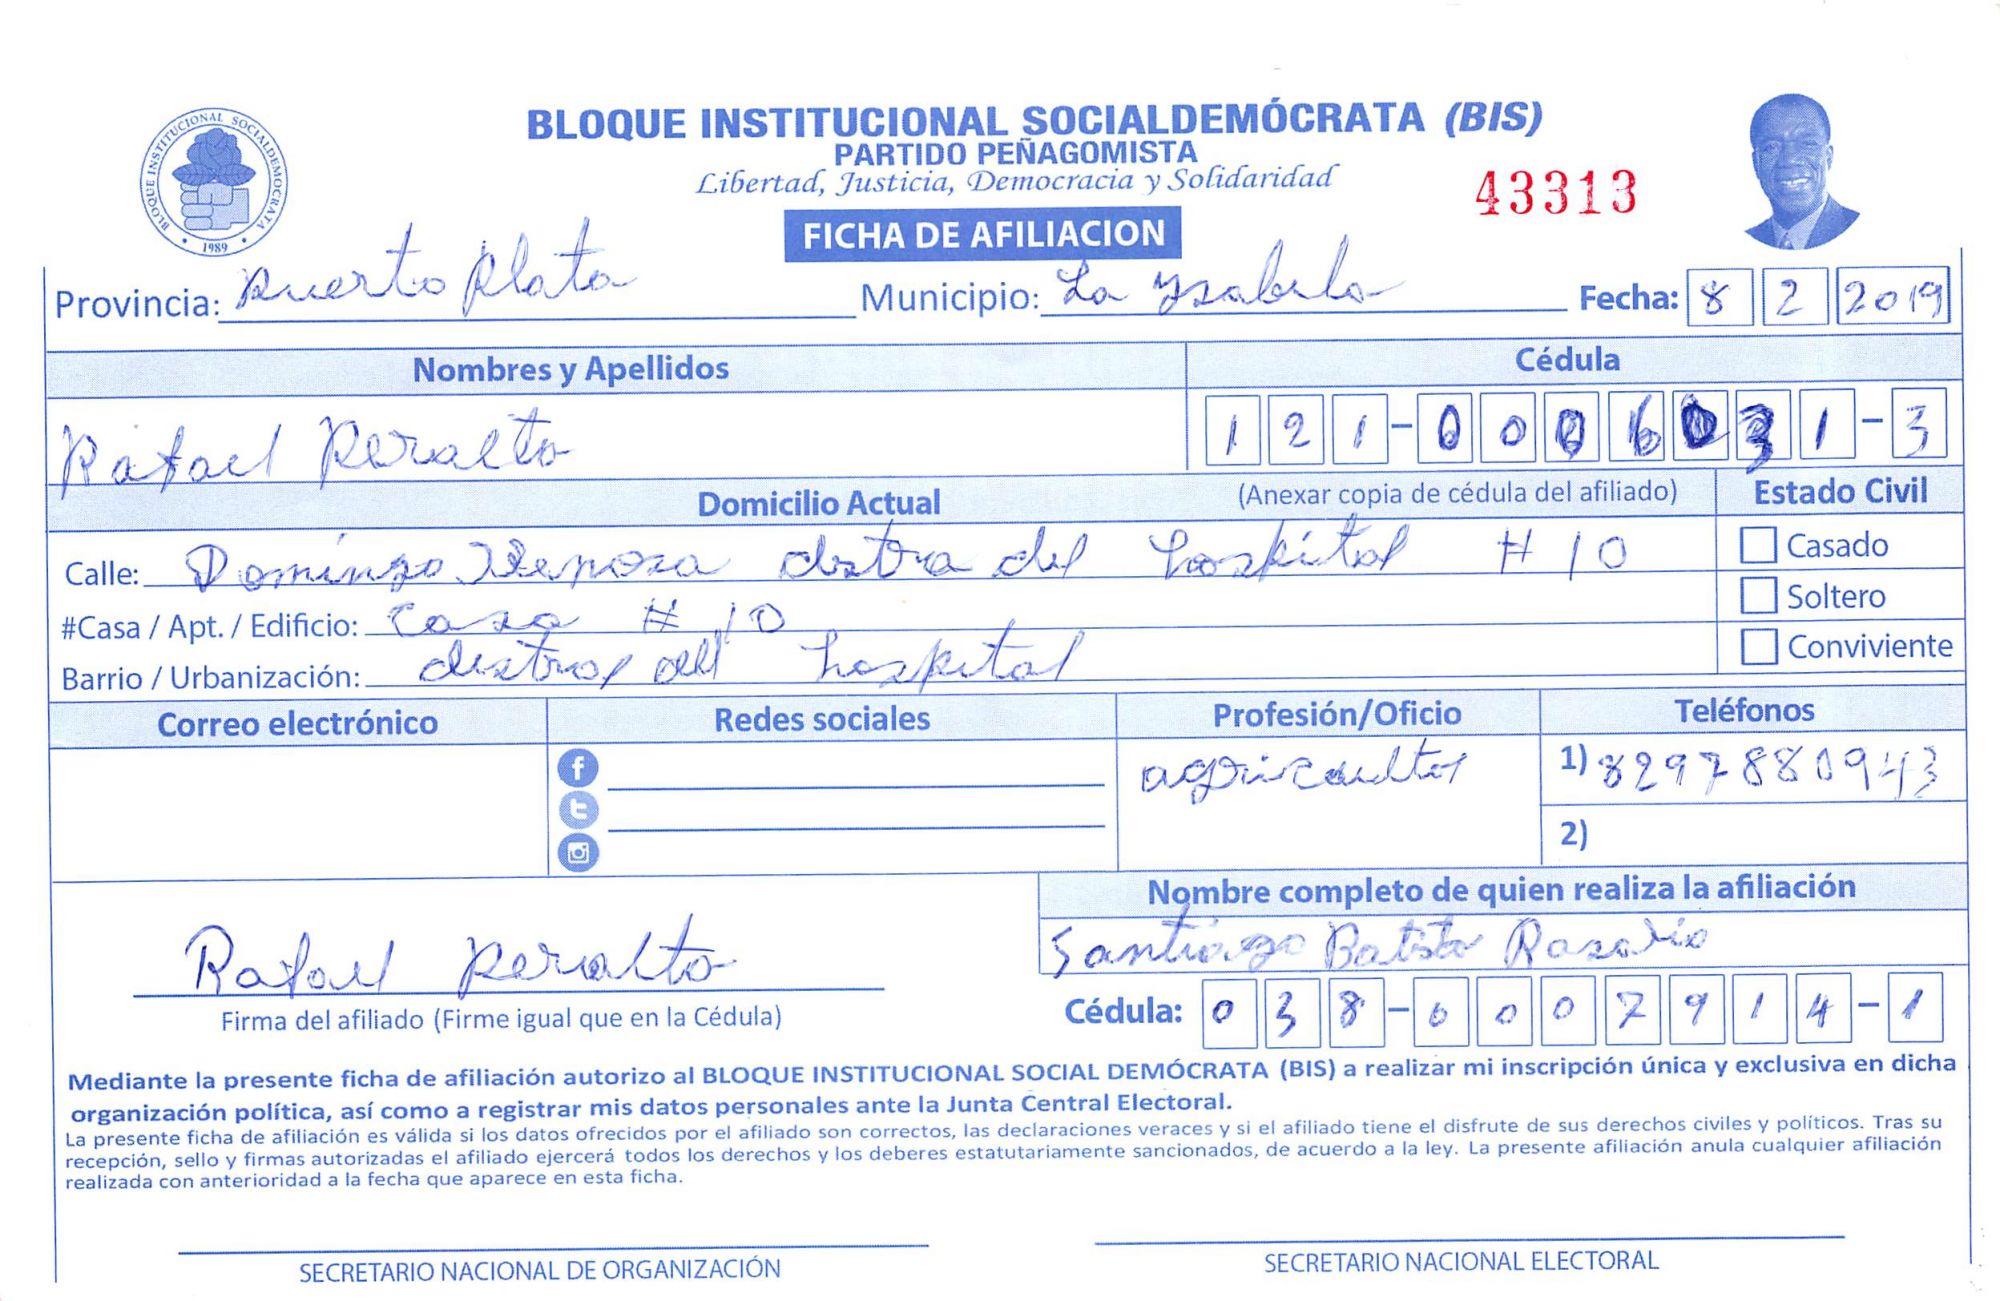 BLOQUE INSTITUCIONAL SOCIALDEMOCRATA
1989
BLOQUE INSTITUCIONAL SOCIALDEMÓCRATA (BIS)
PARTIDO PEÑAGOMISTA
Libertad, Justicia, Democracia y Solidaridad
43313
FICHA DE AFILIACION
Provincia: Puerto Plata Municipio: La Ysabela Fecha: 8 2 2019
Nombres y Apellidos Cédula
Rafael Peralta 121-0006031-3
Domicilio Actual (Anexar copia de cédula del afiliado) Estado Civil
Calle: Domingo detra del hospital # 10 Casado
#Casa / Apt. / Edificio: Casa # 10 Soltero
Barrio / Urbanización: del hospital Conviviente
Correo electrónico Redes sociales Profesión/Oficio Teléfonos
agricultor 1) 8297880943
2)
Nombre completo de quien realiza la afiliación
Rafael Peralta Santiago Batista Rosario
Firma del afiliado (Firme igual que en la Cédula) Cédula: 038-0007914-1
Mediante la presente ficha de afiliación autorizo al BLOQUE INSTITUCIONAL SOCIAL DEMÓCRATA (BIS) a realizar mi inscripción única y exclusiva en dicha
organización política, así como a registrar mis datos personales ante la Junta Central Electoral.
La presente ficha de afiliación es válida si los datos ofrecidos por el afiliado son correctos, las declaraciones veraces y si el afiliado tiene el disfrute de sus derechos civiles y políticos. Tras su
recepción, sello y firmas autorizadas el afiliado ejercerá todos los derechos y los deberes estatutariamente sancionados, de acuerdo a la ley. La presente afiliación anula cualquier afiliación
realizada con anterioridad a la fecha que aparece en esta ficha.
SECRETARIO NACIONAL DE ORGANIZACIÓN SECRETARIO NACIONAL ELECTORAL